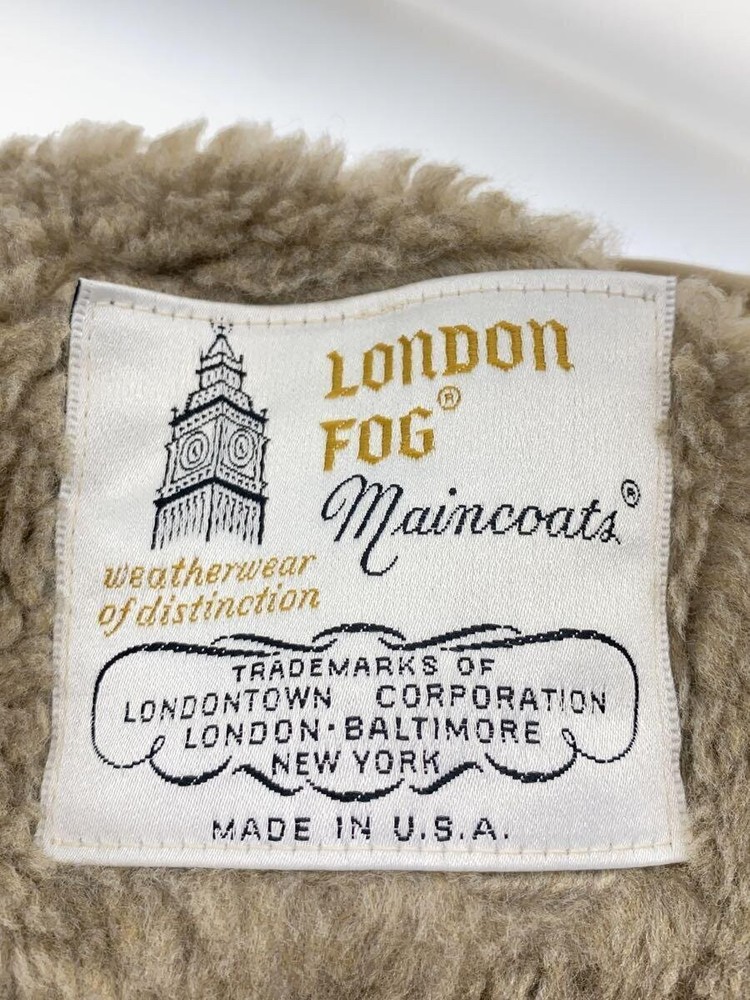 LONDON
FOG®
Maincoats®
weatherwear
of distinction
TRADEMARKS OF
LONDONTOWN CORPORATION
LONDON·BALTIMORE
NEW YORK
MADE IN U.S.A.